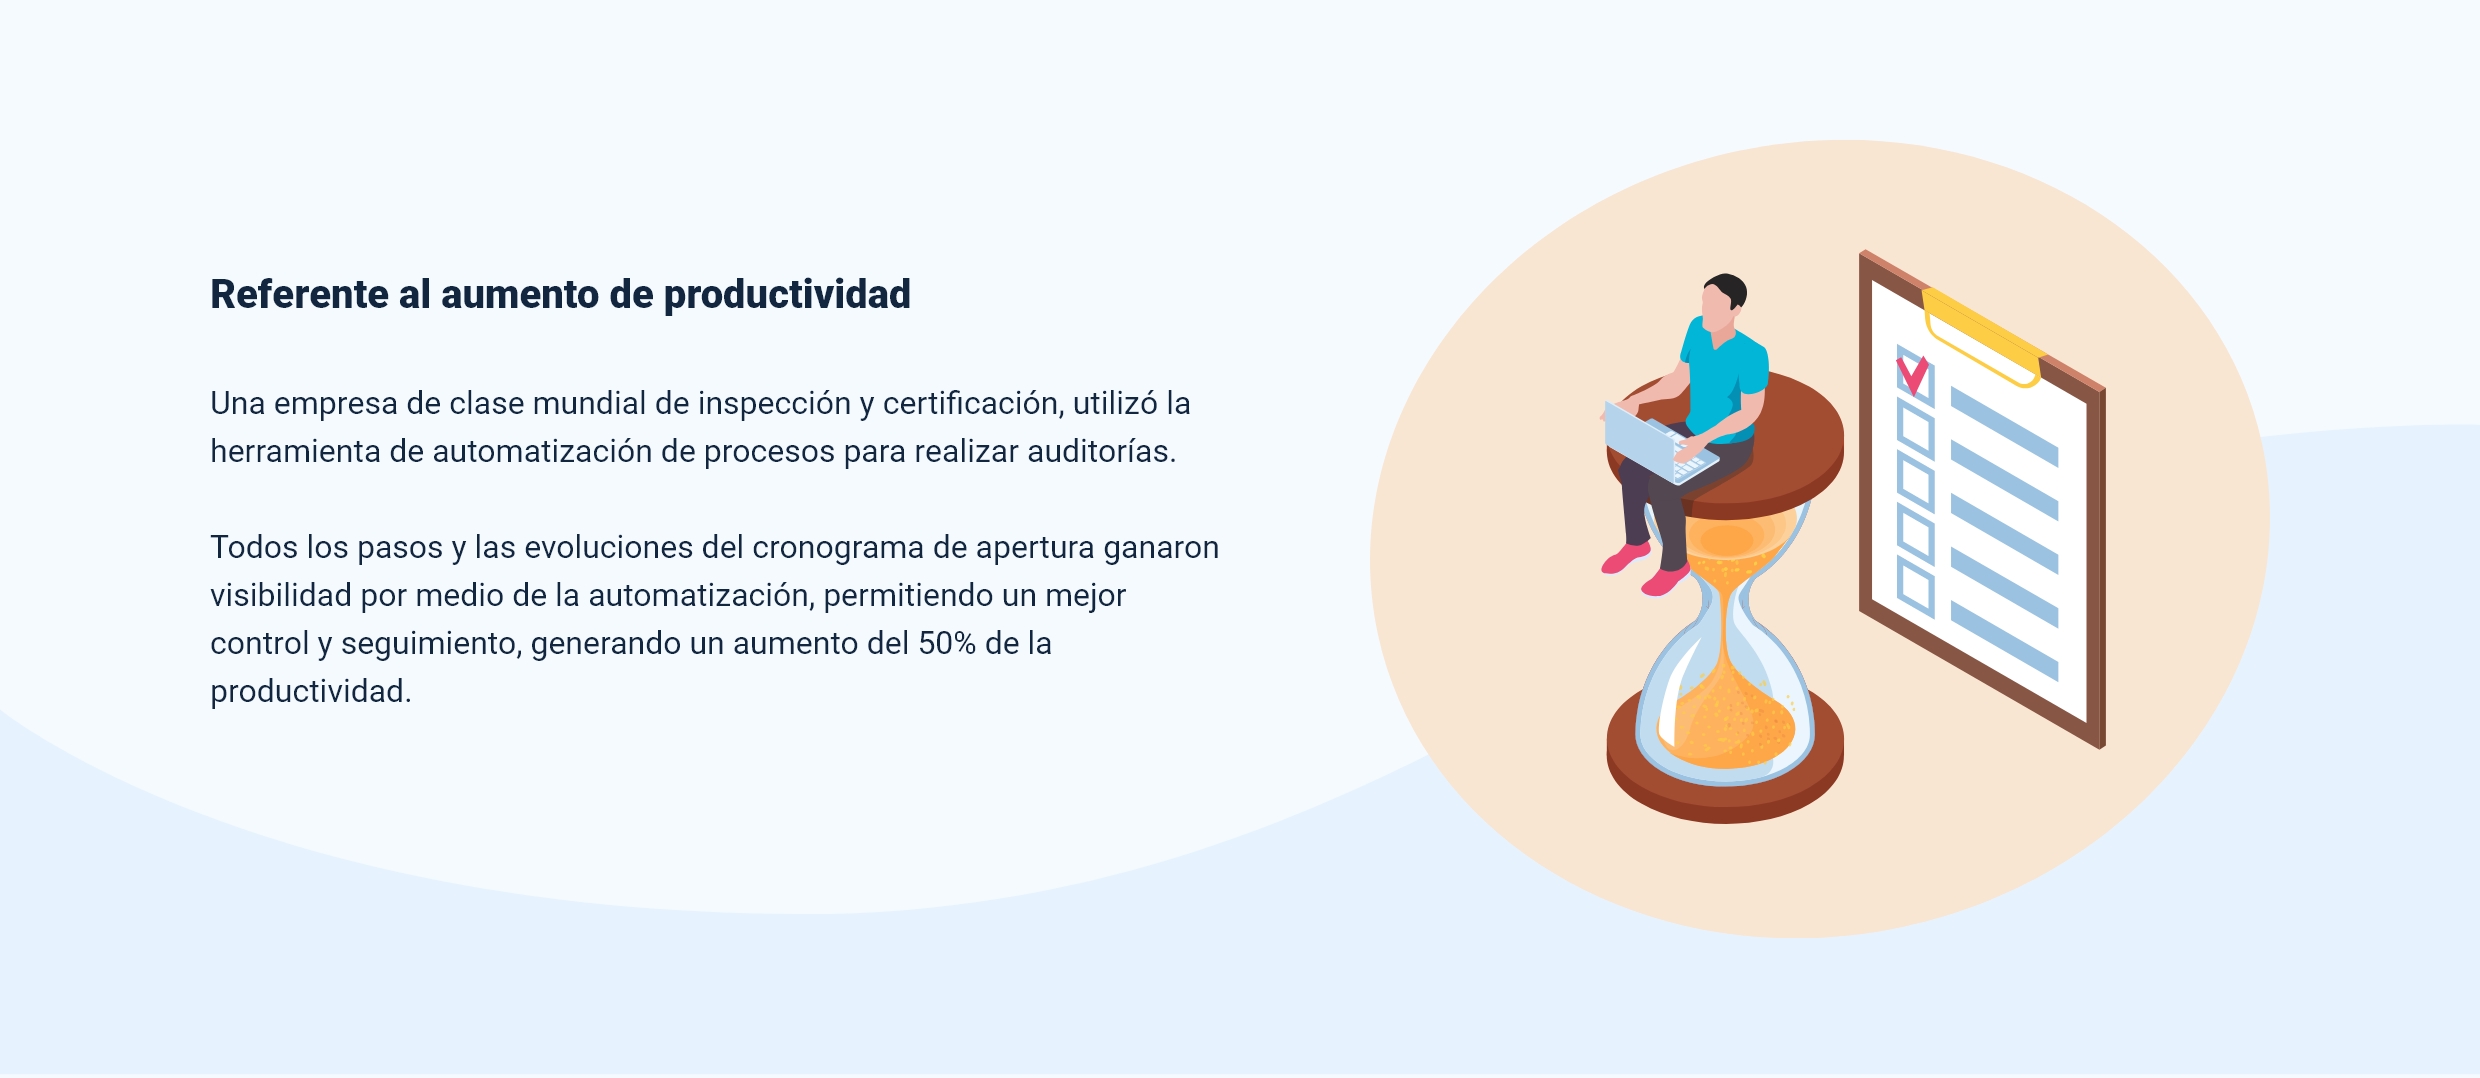 Referente al aumento de productividad
Una empresa de clase mundial de inspección y certificación, utilizó la
herramienta de automatización de procesos para realizar auditorías.
Todos los pasos y las evoluciones del cronograma de apertura ganaron
visibilidad por medio de la automatización, permitiendo un mejor
control y seguimiento, generando un aumento del 50% de la
productividad.